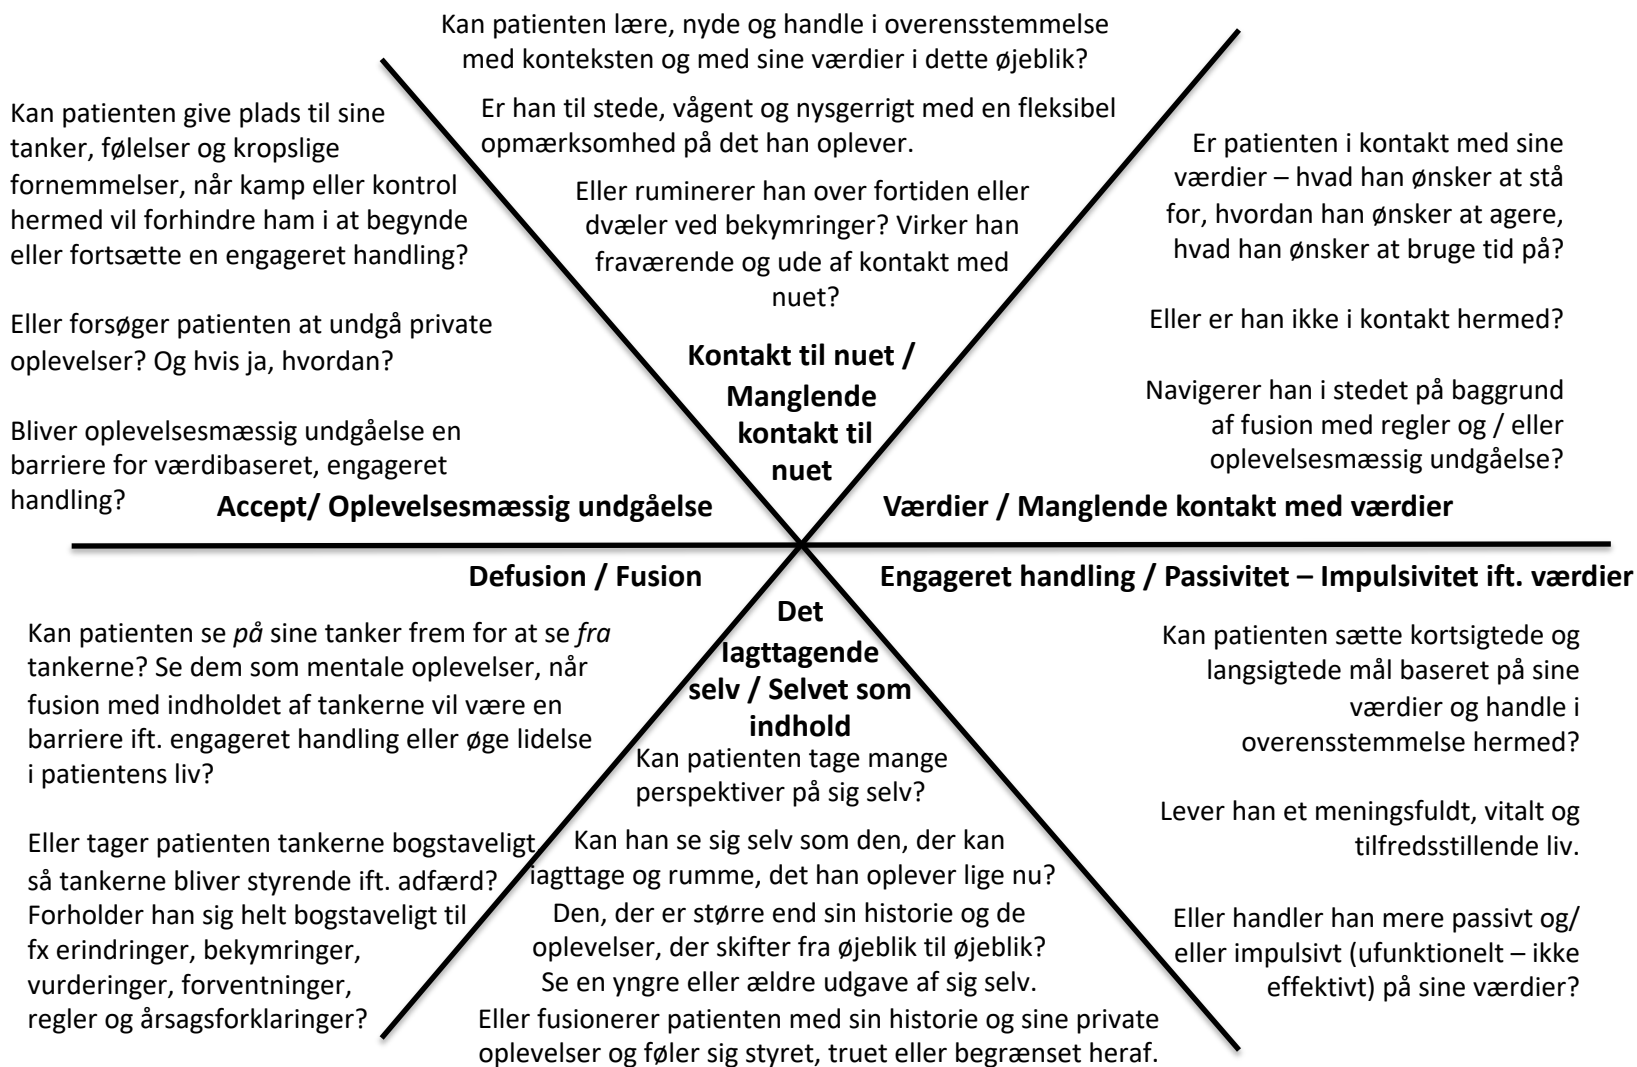 Kan patienten lære, nyde og handle i overensstemmelse
med konteksten og med sine værdier i dette øjeblik?
Er han til stede, vågent og nysgerrigt med en fleksibel
opmærksomhed på det han oplever.
Eller ruminerer han over fortiden eller
dvæler ved bekymringer? Virker han
fraværende og ude af kontakt med
nuet?
Kontakt til nuet /
Manglende
kontakt til
nuet
Kan patienten give plads til sine
tanker, følelser og kropslige
fornemmelser, når kamp eller kontrol
hermed vil forhindre ham i at begynde
eller fortsætte en engageret handling?
Eller forsøger patienten at undgå private
oplevelser? Og hvis ja, hvordan?
Bliver oplevelsesmæssig undgåelse en
barriere for værdibaseret, engageret
handling?
Accept/ Oplevelsesmæssig undgåelse
Er patienten i kontakt med sine
værdier – hvad han ønsker at stå
for, hvordan han ønsker at agere,
hvad han ønsker at bruge tid på?
Eller er han ikke i kontakt hermed?
Navigerer han i stedet på baggrund
af fusion med regler og / eller
oplevelsesmæssig undgåelse?
Værdier / Manglende kontakt med værdier
Defusion / Fusion
Kan patienten se på sine tanker frem for at se fra
tankerne? Se dem som mentale oplevelser, når
fusion med indholdet af tankerne vil være en
barriere ift. engageret handling eller øge lidelse
i patientens liv?
Eller tager patienten tankerne bogstaveligt
så tankerne bliver styrende ift. adfærd?
Forholder han sig helt bogstaveligt til
fx erindringer, bekymringer,
vurderinger, forventninger,
regler og årsagsforklaringer?
Det
Iagttagende
selv / Selvet som
indhold
Kan patienten tage mange
perspektiver på sig selv?
Kan han se sig selv som den, der kan
iagttage og rumme, det han oplever lige nu?
Den, der er større end sin historie og de
oplevelser, der skifter fra øjeblik til øjeblik?
Se en yngre eller ældre udgave af sig selv.
Eller fusionerer patienten med sin historie og sine private
oplevelser og føler sig styret, truet eller begrænset heraf.
Engageret handling / Passivitet – Impulsivitet ift. værdier
Kan patienten sætte kortsigtede og
langsigtede mål baseret på sine
værdier og handle i
overensstemmelse hermed?
Lever han et meningsfuldt, vitalt og
tilfredsstillende liv.
Eller handler han mere passivt og/
eller impulsivt (ufunktionelt – ikke
effektivt) på sine værdier?